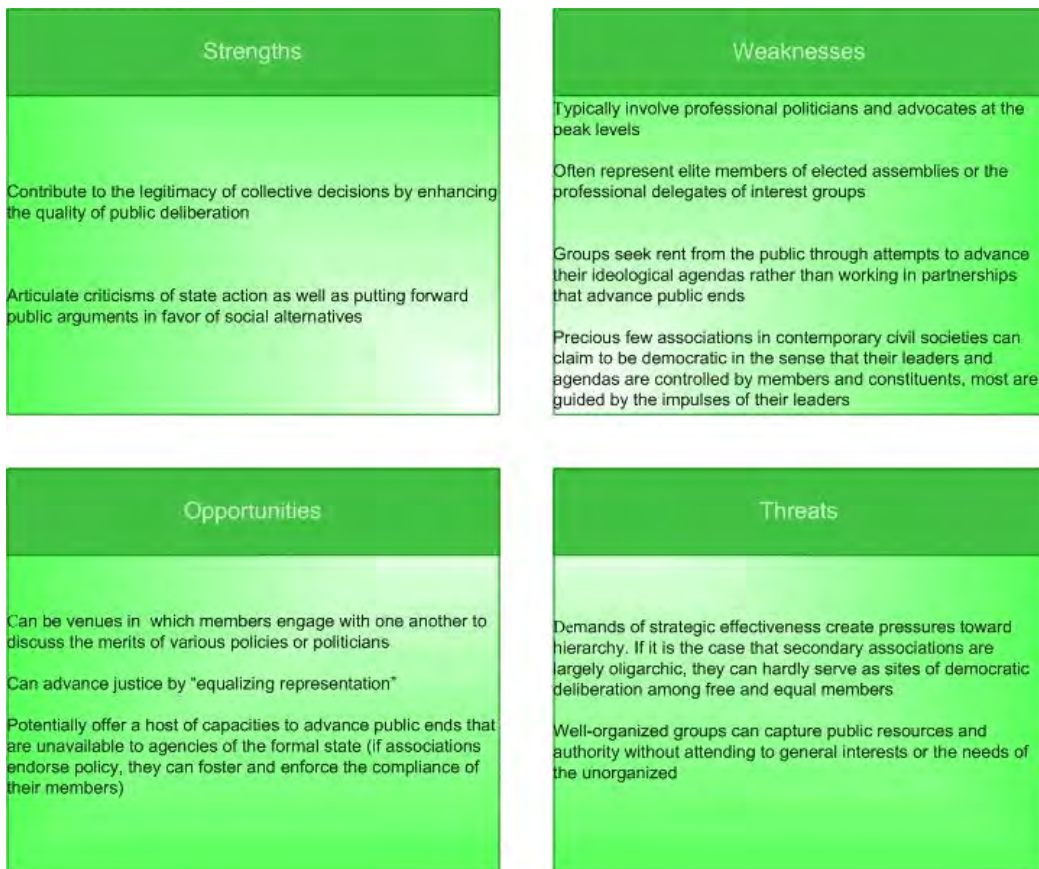 Strengths
Contribute to the legitimacy of collective decisions by enhancing
the quality of public deliberation
Articulate criticisms of state action as well as putting forward
public arguments in favor of social alternatives
Weaknesses
Typically involve professional politicians and advocates at the
peak levels
Often represent elite members of elected assemblies or the
professional delegates of interest groups
Groups seek rent from the public through attempts to advance
their ideological agendas rather than working in partnerships
that advance public ends
Precious few associations in contemporary civil societies can
claim to be democratic in the sense that their leaders and
agendas are controlled by members and constituents, most are
guided by the impulses of their leaders
Opportunities
Can be venues in which members engage with one another to
discuss the merits of various policies or politicians
Can advance justice by “equalizing representation”
Potentially offer a host of capacities to advance public ends that
are unavailable to agencies of the formal state (if associations
endorse policy, they can foster and enforce the compliance of
their members)
Threats
Demands of strategic effectiveness create pressures toward
hierarchy. If it is the case that secondary associations are
largely oligarchic, they can hardly serve as sites of democratic
deliberation among free and equal members
Well-organized groups can capture public resources and
authority without attending to general interests or the needs of
the unorganized